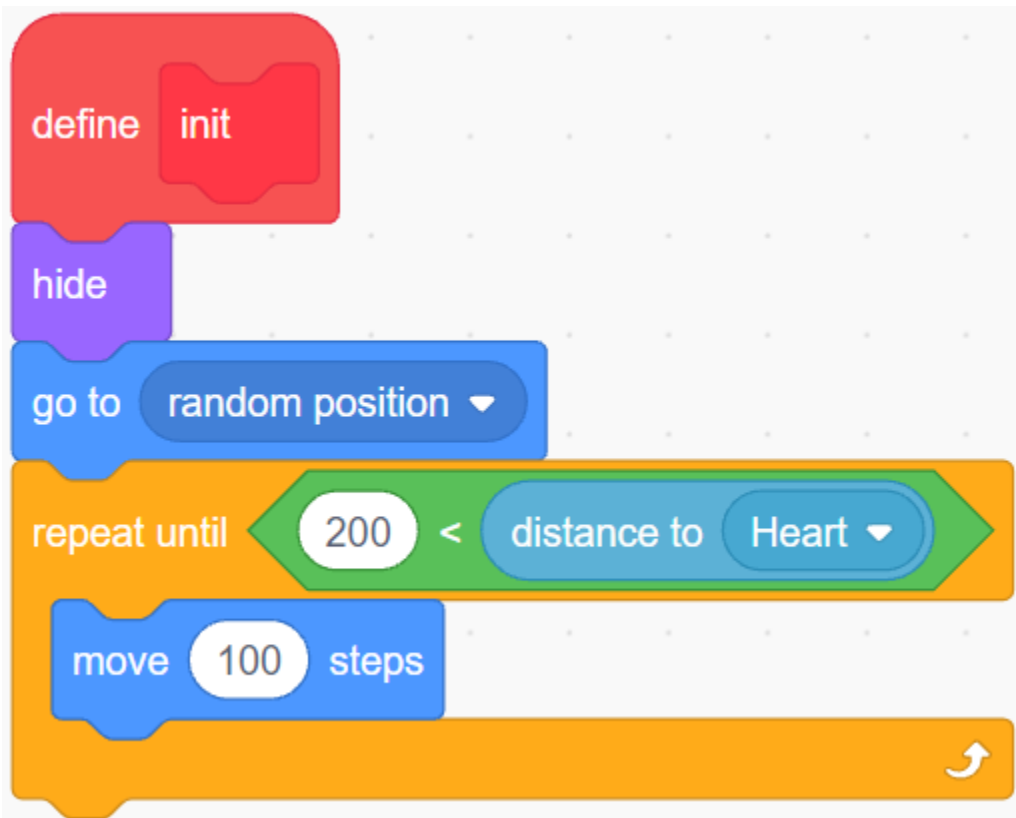 define init
hide
go to random position
repeat until 200 < distance to Heart
move 100 steps